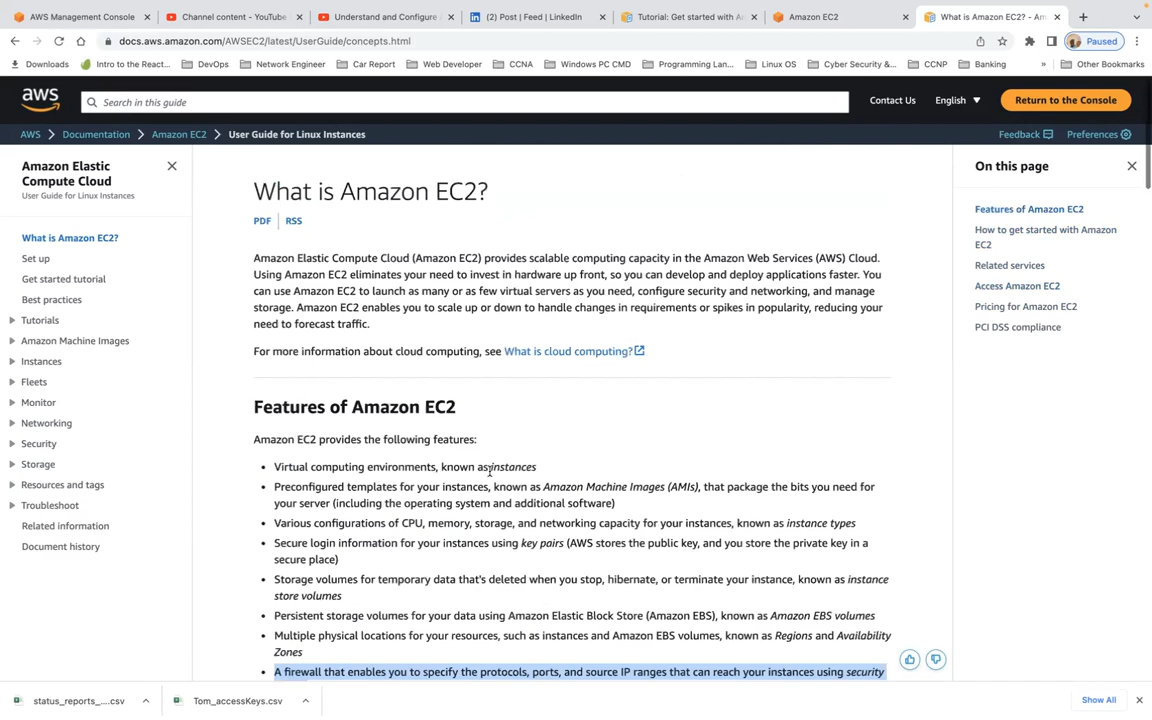 AWS Management Console
Channel content - YouTube
Understand and Configure
(2) Post | Feed | LinkedIn
Tutorial: Get started with A
Amazon EC2
What is Amazon EC2? - Am
docs.aws.amazon.com/AWSEC2/latest/UserGuide/concepts.html
Paused
Downloads
Intro to the React...
DevOps
Network Engineer
Car Report
Web Developer
CCNA
Windows PC CMD
Programming Lan...
Linux OS
Cyber Security &...
CCNP
Banking
»
Other Bookmarks
aws
Search in this guide
Contact Us
English
Return to the Console
AWS > Documentation > Amazon EC2 > User Guide for Linux Instances
Feedback
Preferences
Amazon Elastic
Compute Cloud
User Guide for Linux Instances
What is Amazon EC2?
Set up
Get started tutorial
Best practices
Tutorials
Amazon Machine Images
Instances
Fleets
Monitor
Networking
Security
Storage
Resources and tags
Troubleshoot
Related information
Document history
What is Amazon EC2?
PDF | RSS
Amazon Elastic Compute Cloud (Amazon EC2) provides scalable computing capacity in the Amazon Web Services (AWS) Cloud.
Using Amazon EC2 eliminates your need to invest in hardware up front, so you can develop and deploy applications faster. You
can use Amazon EC2 to launch as many or as few virtual servers as you need, configure security and networking, and manage
storage. Amazon EC2 enables you to scale up or down to handle changes in requirements or spikes in popularity, reducing your
need to forecast traffic.
For more information about cloud computing, see What is cloud computing?
Features of Amazon EC2
Amazon EC2 provides the following features:
• Virtual computing environments, known as instances
• Preconfigured templates for your instances, known as Amazon Machine Images (AMIs), that package the bits you need for
your server (including the operating system and additional software)
• Various configurations of CPU, memory, storage, and networking capacity for your instances, known as instance types
• Secure login information for your instances using key pairs (AWS stores the public key, and you store the private key in a
secure place)
• Storage volumes for temporary data that's deleted when you stop, hibernate, or terminate your instance, known as instance
store volumes
• Persistent storage volumes for your data using Amazon Elastic Block Store (Amazon EBS), known as Amazon EBS volumes
• Multiple physical locations for your resources, such as instances and Amazon EBS volumes, known as Regions and Availability
Zones
• A firewall that enables you to specify the protocols, ports, and source IP ranges that can reach your instances using security
On this page
Features of Amazon EC2
How to get started with Amazon
EC2
Related services
Access Amazon EC2
Pricing for Amazon EC2
PCI DSS compliance
status_reports_....csv
Tom_accessKeys.csv
Show All